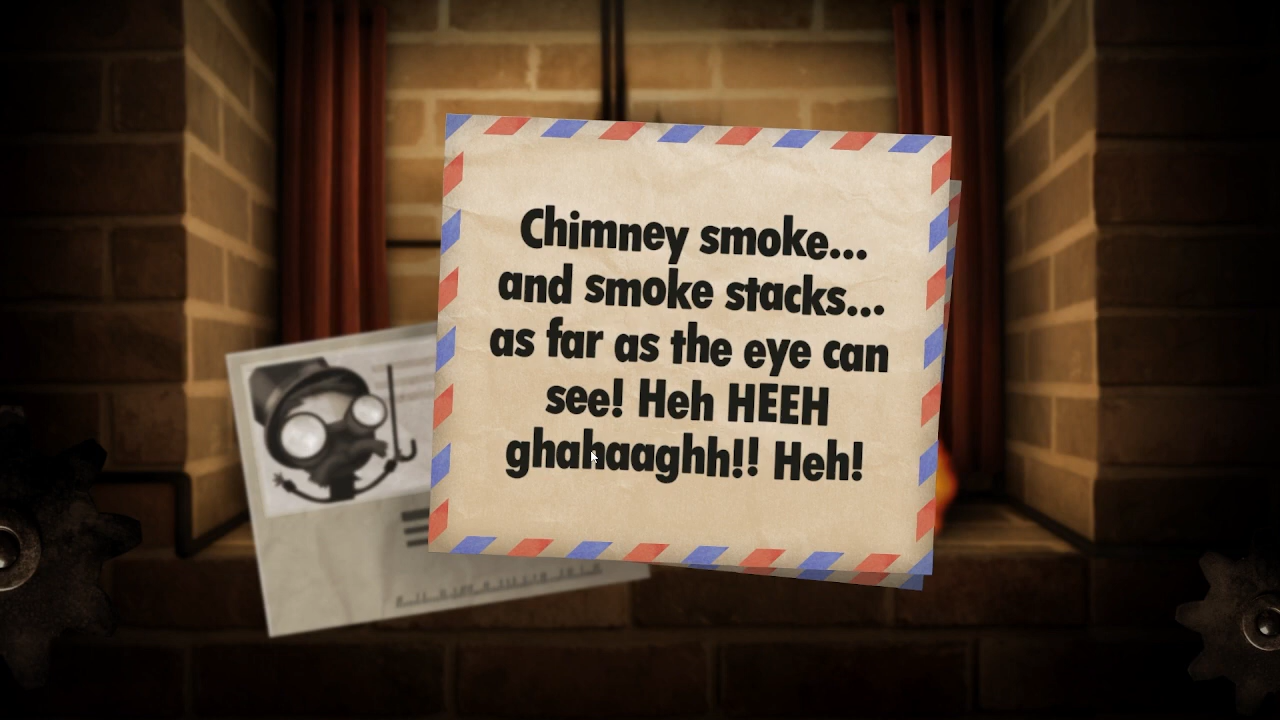 Chimney smoke...
and smoke stacks...
as far as the eye can
see! Heh HEEH
ghahaaghh!! Heh!